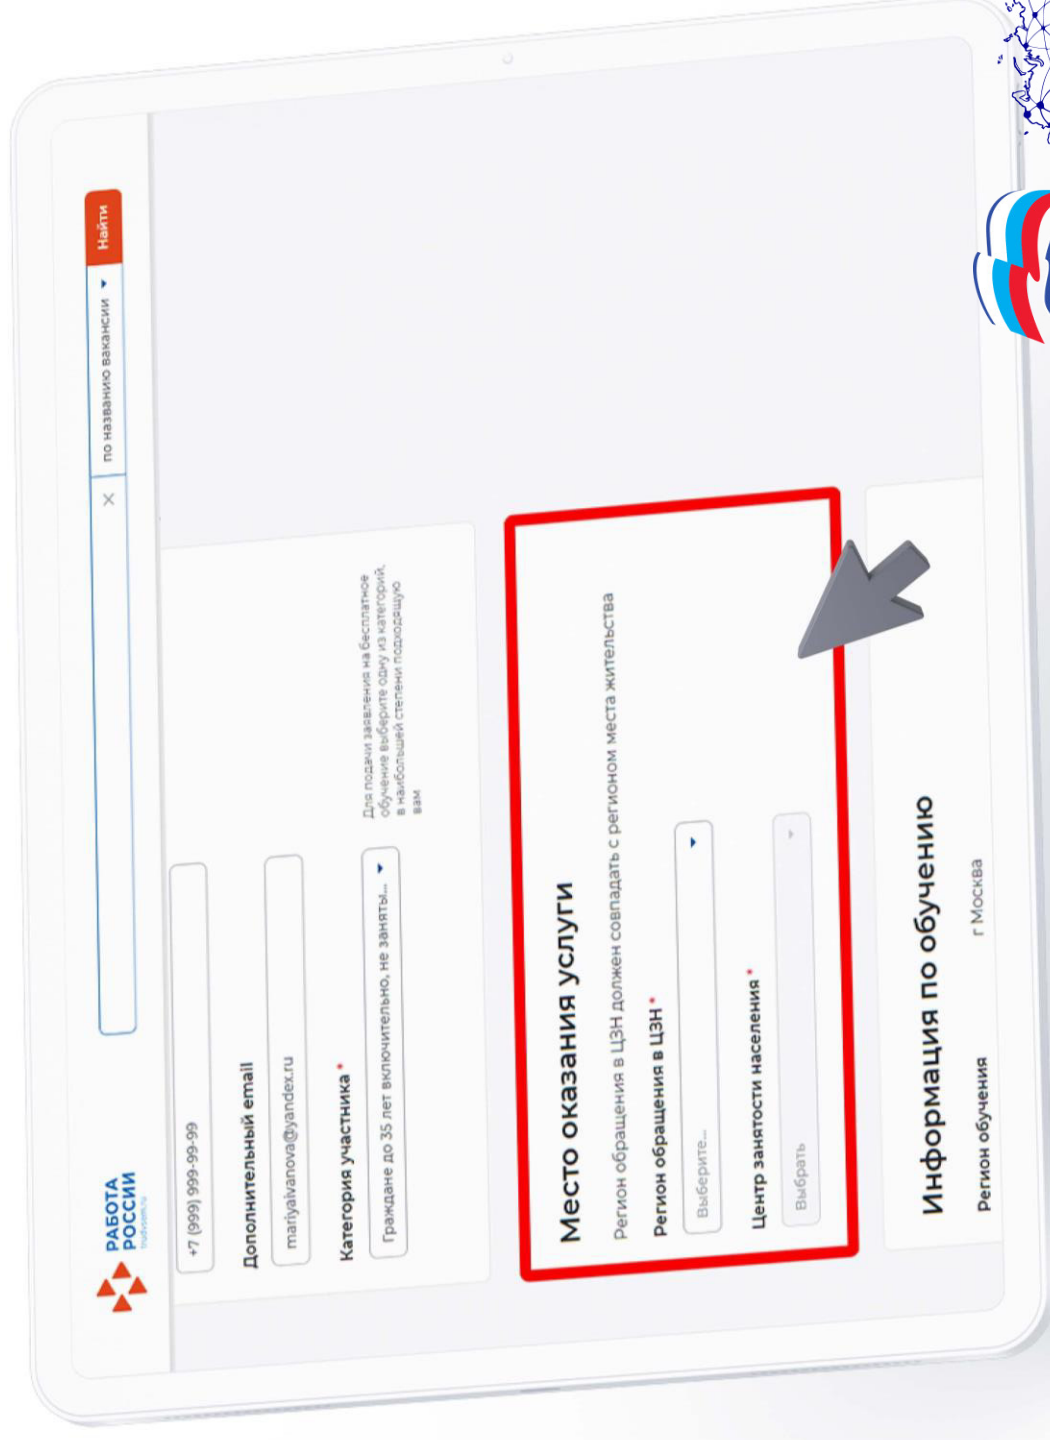 РАБОТА
РОССИИ
trudvsem.ru
по названию вакансии
Найти
+7 (999) 999-99-99
Дополнительный email
mariyaivanova@yandex.ru
Категория участника *
Граждане до 35 лет включительно, не заняты...
Для подачи заявления на бесплатное
обучение выберите одну из категорий,
в наибольшей степени подходящую
вам
Место оказания услуги
Регион обращения в ЦЗН должен совпадать с регионом места жительства
Регион обращения в ЦЗН *
Выберите...
Центр занятости населения *
Выбрать
Информация по обучению
Регион обучения
г Москва